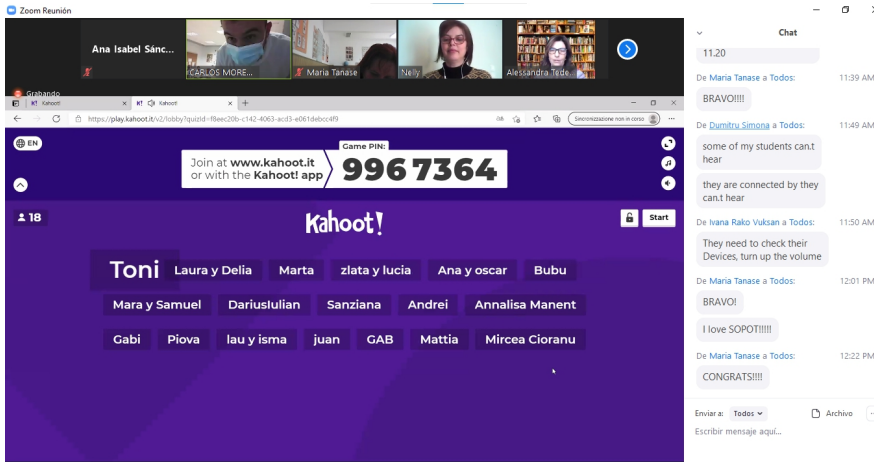 Zoom Reunión
Ana Isabel Sánc...
CARLOS MORE...
Maria Tanase
Nelly
Alessandra Tede...
Grabando
K! Kahoot!
K! Kahoot!
https://play.kahoot.it/v2/lobby?quizId=f8eec20b-c142-4063-acd3-e061debcc4f9
Sincronizzazione non in corso
EN
Join at www.kahoot.it
or with the Kahoot! app
Game PIN:
996 7364
18
Kahoot!
Start
Toni
Laura y Delia
Marta
zlata y lucia
Ana y oscar
Bubu
Mara y Samuel
DariusIulian
Sanziana
Andrei
Annalisa Manent
Gabi
Piova
lau y isma
juan
GAB
Mattia
Mircea Cioranu
Chat
11.20
De Maria Tanase a Todos: 11:39 AM
BRAVO!!!!
De Dumitru Simona a Todos: 11:49 AM
some of my students can.t
hear
they are connected by they
can.t hear
De Ivana Rako Vuksan a Todos: 11:50 AM
They need to check their
Devices, turn up the volume
De Maria Tanase a Todos: 12:01 PM
BRAVO!
I love SOPOT!!!!!
De Maria Tanase a Todos: 12:22 PM
CONGRATS!!!!
Enviar a: Todos
Archivo
Escribir mensaje aquí...